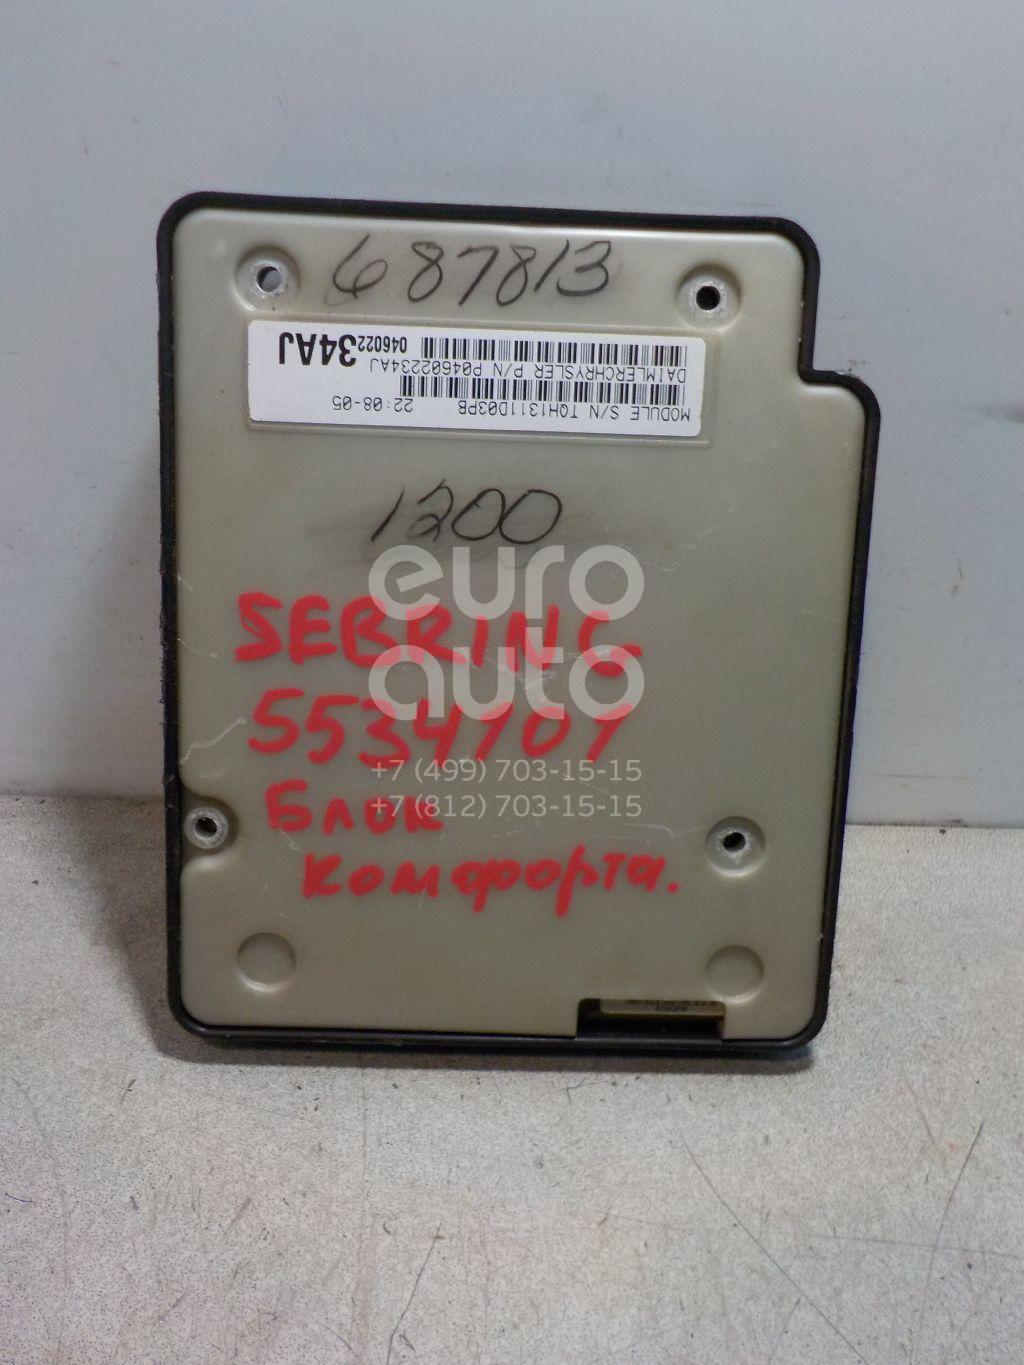 687813
04602234AJ
DAIMLERCHRYSLER P/N P04602234AJ
22:08-05
MODULE S/N TQH1311D03PB
1200
euro
auto
SEBRING
5534707
+7 (499) 703-15-15
+7 (812) 703-15-15
Блок
комфорта.